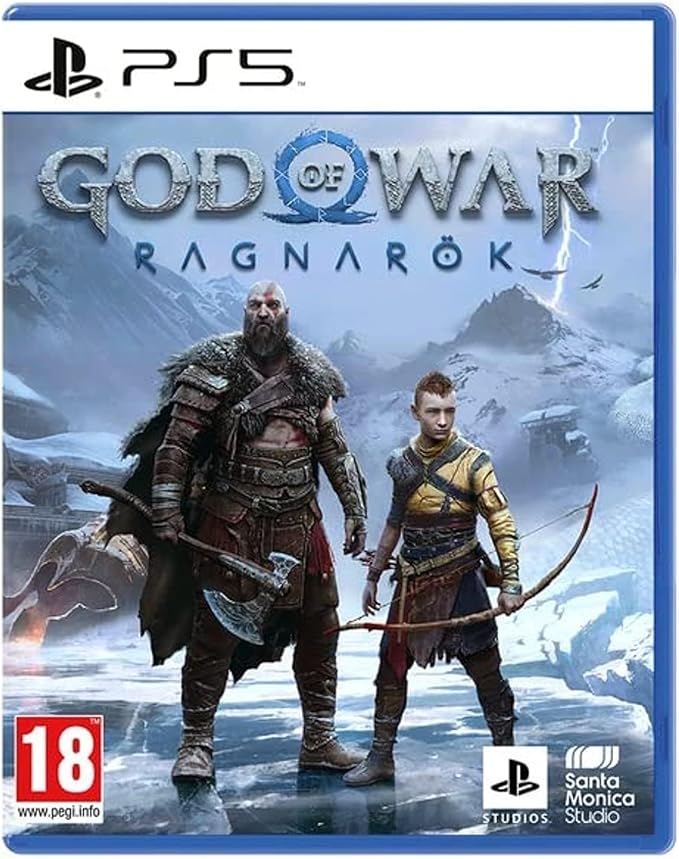 PS5
GOD OF WAR
RAGNARÖK
18
www.pegi.info
STUDIOS
Santa
Monica
Studio